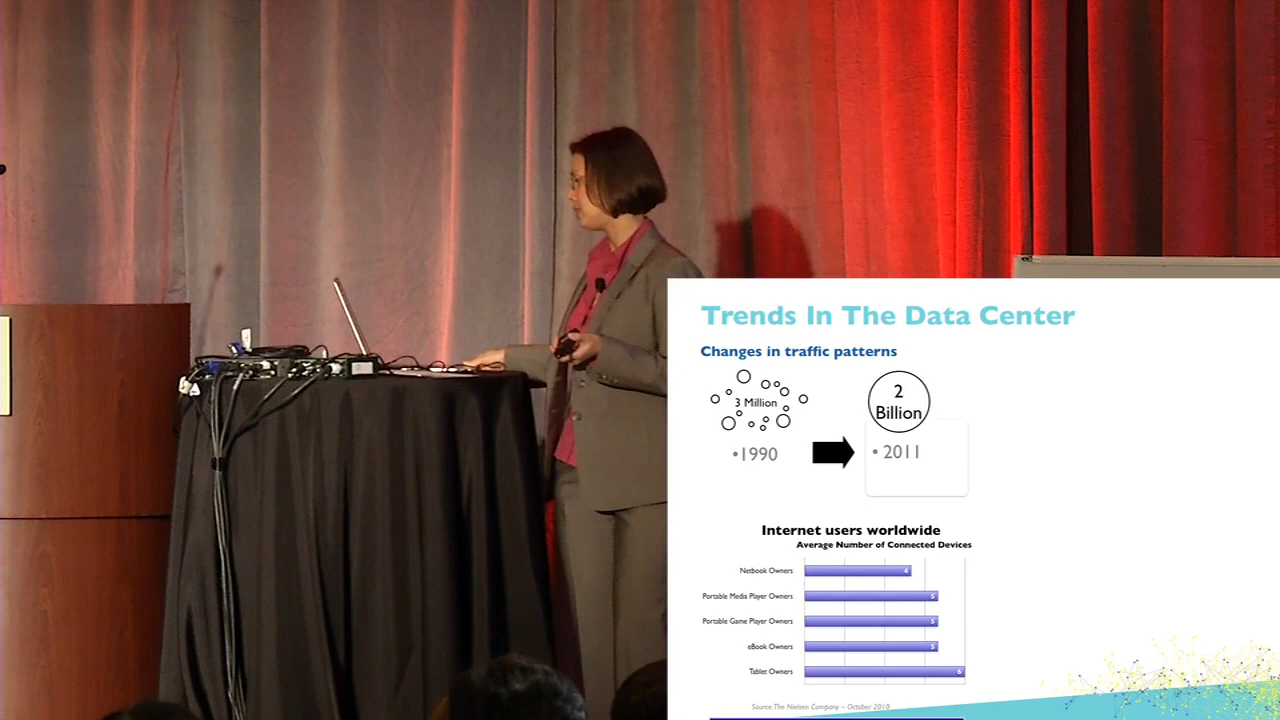 Trends In The Data Center
Changes in traffic patterns
3 Million
2
Billion
•1990
• 2011
Internet users worldwide
Average Number of Connected Devices
Netbook Owners 4
Portable Media Player Owners 5
Portable Game Player Owners 5
eBook Owners 5
Tablet Owners 6
Source: The Nielsen Company – October 2010